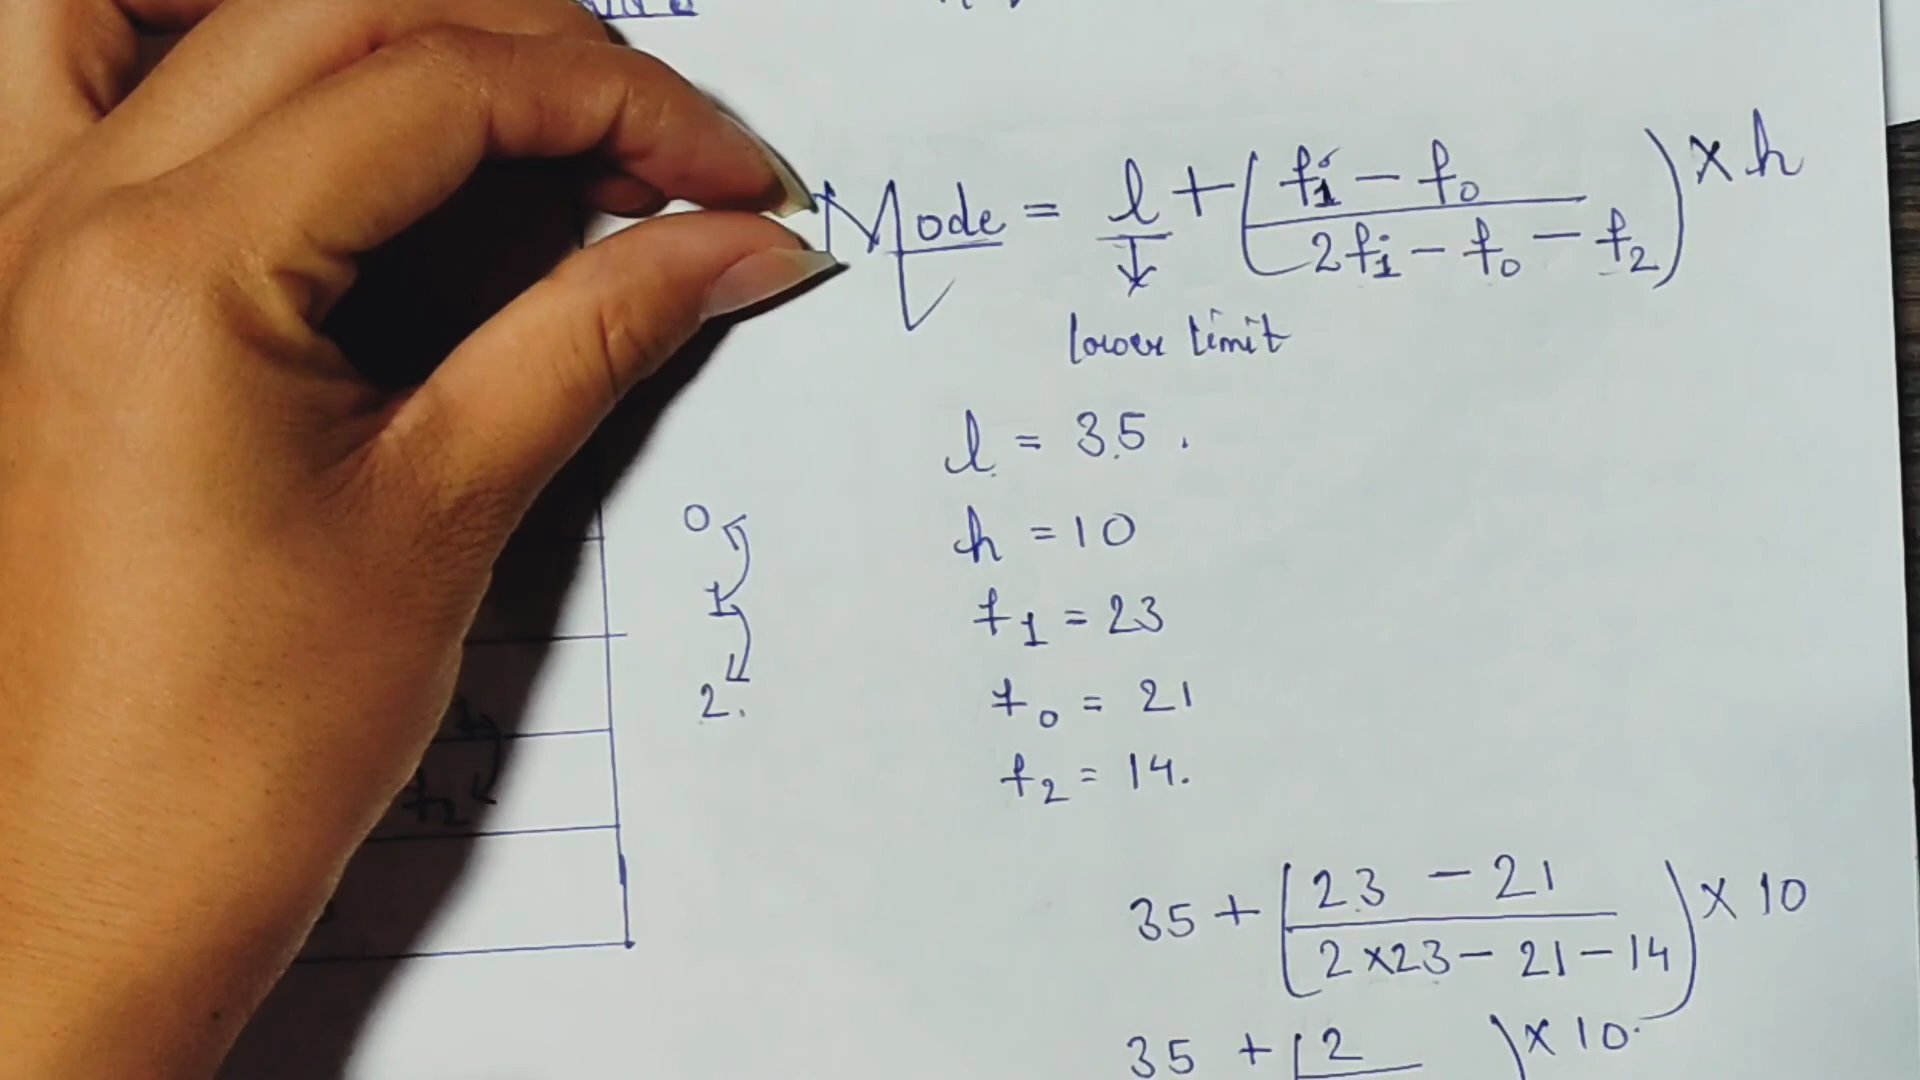 Mode = l + (f1 - f0 / 2f1 - f0 - f2) × h
lower limit
l = 35.
h = 10
f1 = 23
f0 = 21
f2 = 14.
0
1
2.
f2
35 + (23 - 21 / 2×23 - 21 - 14) × 10
35 + (2 ) × 10.